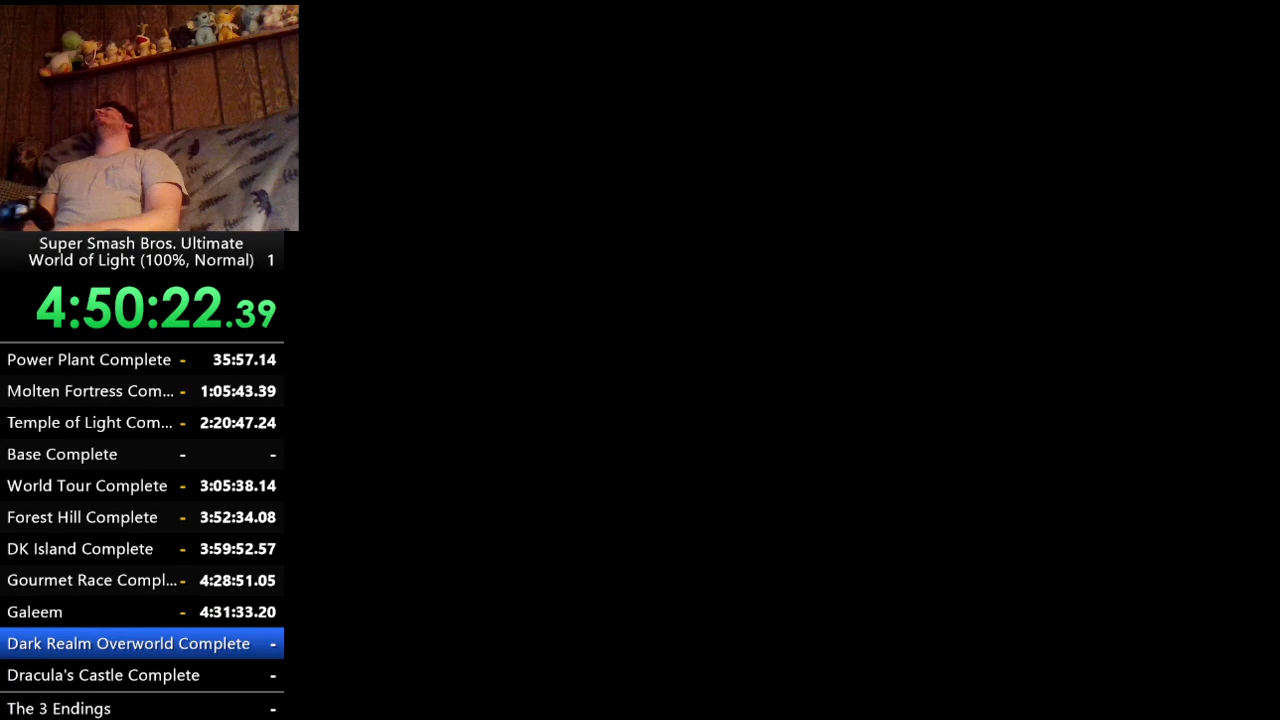 Super Smash Bros. Ultimate
World of Light (100%, Normal) 1
4:50:22.39
Power Plant Complete - 35:57.14
Molten Fortress Com... - 1:05:43.39
Temple of Light Com... - 2:20:47.24
Base Complete - -
World Tour Complete - 3:05:38.14
Forest Hill Complete - 3:52:34.08
DK Island Complete - 3:59:52.57
Gourmet Race Compl... - 4:28:51.05
Galeem - 4:31:33.20
Dark Realm Overworld Complete -
Dracula's Castle Complete -
The 3 Endings -